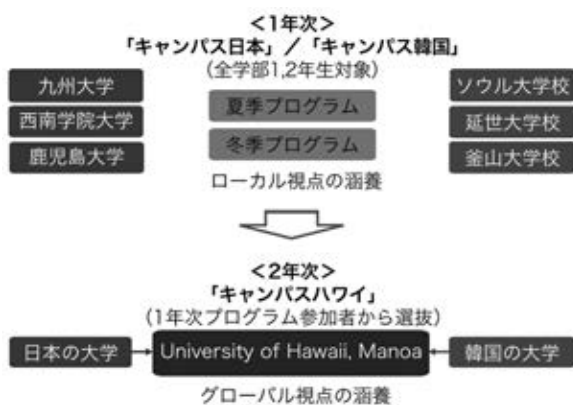 <1年次>
「キャンパス日本」／「キャンパス韓国」
(全学部1,2年生対象)
九州大学
西南学院大学
鹿児島大学
夏季プログラム
冬季プログラム
ソウル大学校
延世大学校
釜山大学校
ローカル視点の涵養
<2年次>
「キャンパスハワイ」
(1年次プログラム参加者から選抜)
日本の大学
University of Hawaii, Manoa
韓国の大学
グローバル視点の涵養